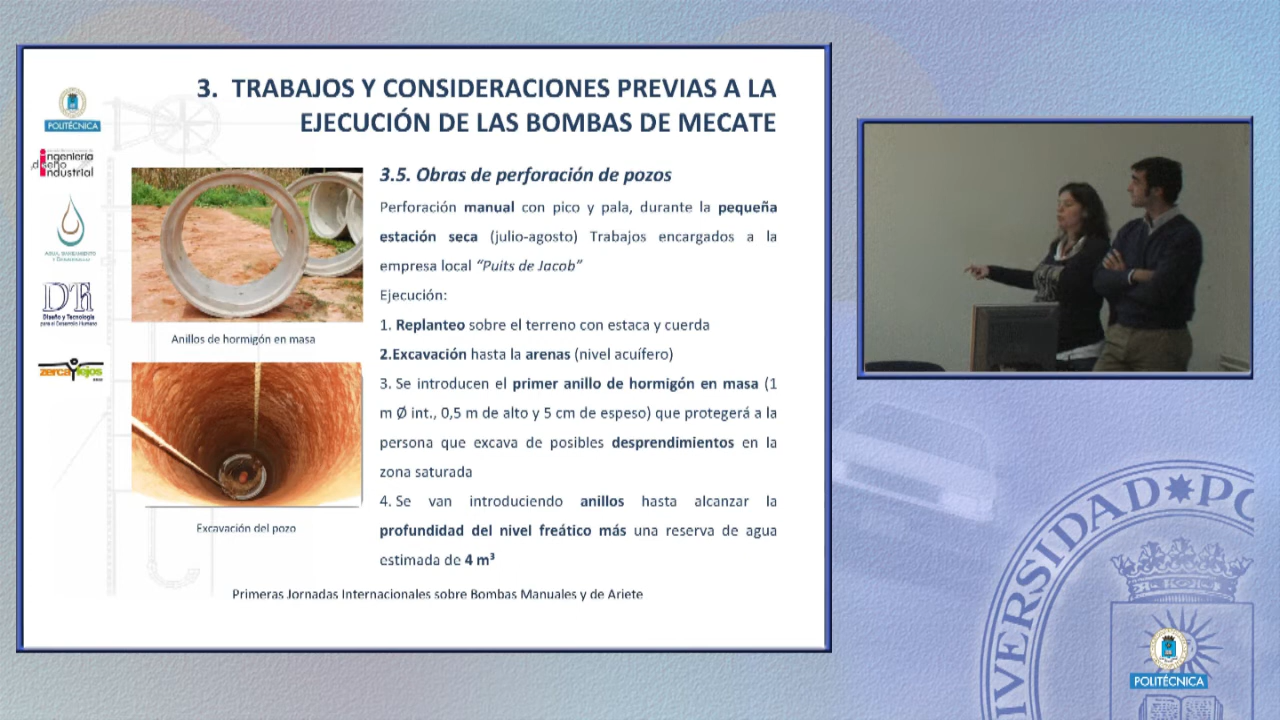 3. TRABAJOS Y CONSIDERACIONES PREVIAS A LA
EJECUCIÓN DE LAS BOMBAS DE MECATE
POLITÉCNICA
ingeniería
diseño
industrial
AGUA, SANEAMIENTO
Y DESARROLLO
DTi
Diseño y Tecnología
para el Desarrollo Humano
zercaylejos
Anillos de hormigón en masa
Excavación del pozo
3.5. Obras de perforación de pozos
Perforación manual con pico y pala, durante la pequeña
estación seca (julio-agosto) Trabajos encargados a la
empresa local “Puits de Jacob”
Ejecución:
1. Replanteo sobre el terreno con estaca y cuerda
2.Excavación hasta la arenas (nivel acuífero)
3. Se introducen el primer anillo de hormigón en masa (1
m Ø int., 0,5 m de alto y 5 cm de espeso) que protegerá a la
persona que excava de posibles desprendimientos en la
zona saturada
4. Se van introduciendo anillos hasta alcanzar la
profundidad del nivel freático más una reserva de agua
estimada de 4 m³
Primeras Jornadas Internacionales sobre Bombas Manuales y de Ariete
IVERSIDAD PO
POLITÉCNICA